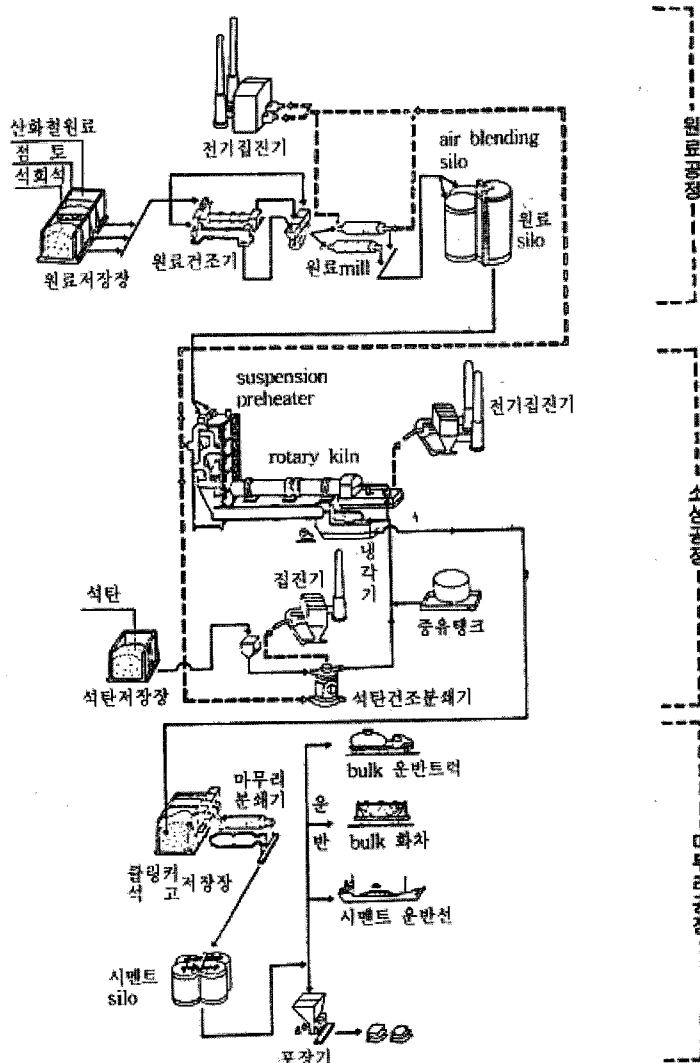 산화철원료
점 토
석회석
전기집진기
air blending
silo
원료
silo
원료건조기
원료mill
원료저장장
원료공정
suspension
preheater
전기집진기
rotary kiln
소성공정
냉
각
기
집진기
석탄
중유탱크
석탄저장장
석탄건조분쇄기
마무리
분쇄기
운
반
bulk 운반트럭
bulk 화차
클링커
석 고
저장장
시멘트 운반선
시멘트
silo
포장기